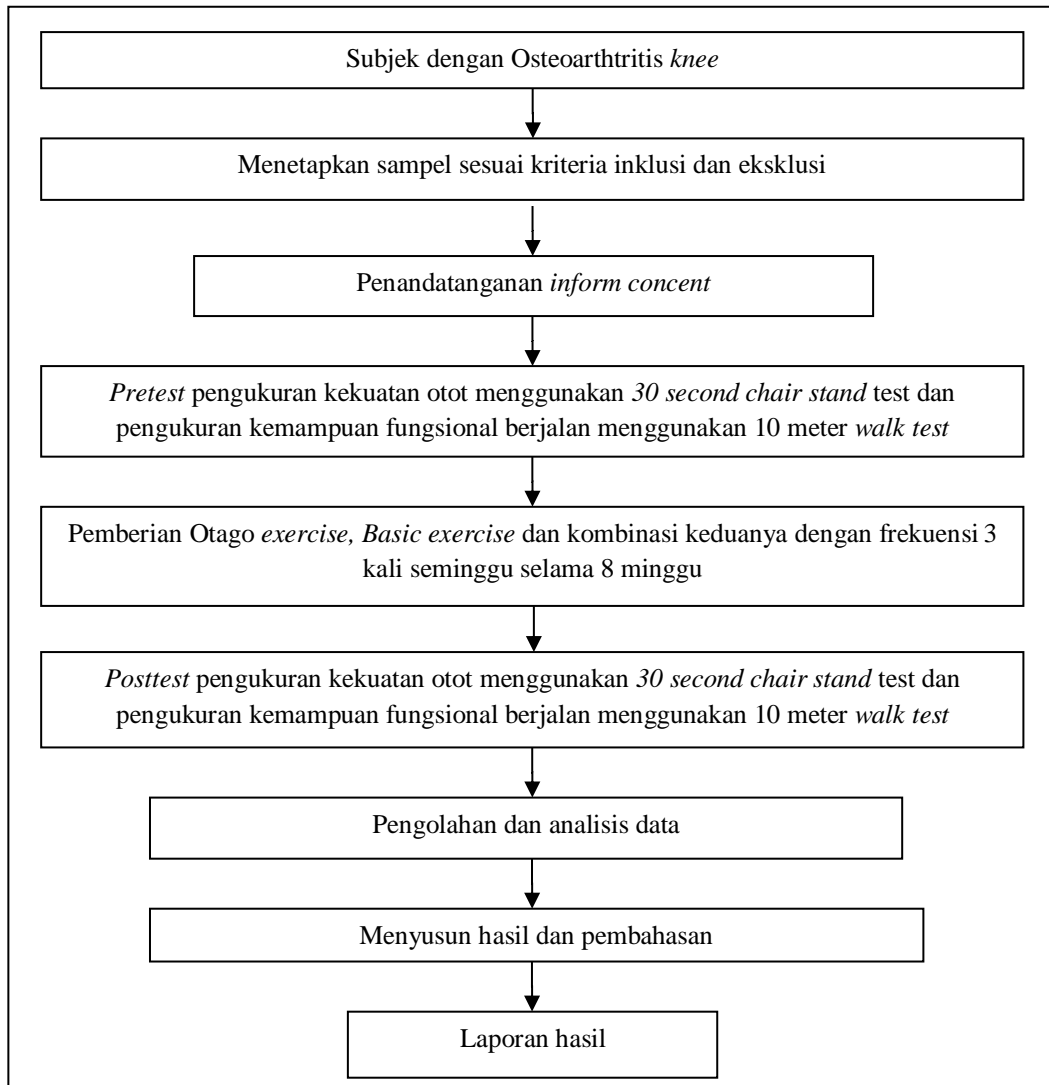 Subjek dengan Osteoarthtritis knee
Menetapkan sampel sesuai kriteria inklusi dan eksklusi
Penandatanganan inform concent
Pretest pengukuran kekuatan otot menggunakan 30 second chair stand test dan
pengukuran kemampuan fungsional berjalan menggunakan 10 meter walk test
Pemberian Otago exercise, Basic exercise dan kombinasi keduanya dengan frekuensi 3
kali seminggu selama 8 minggu
Posttest pengukuran kekuatan otot menggunakan 30 second chair stand test dan
pengukuran kemampuan fungsional berjalan menggunakan 10 meter walk test
Pengolahan dan analisis data
Menyusun hasil dan pembahasan
Laporan hasil